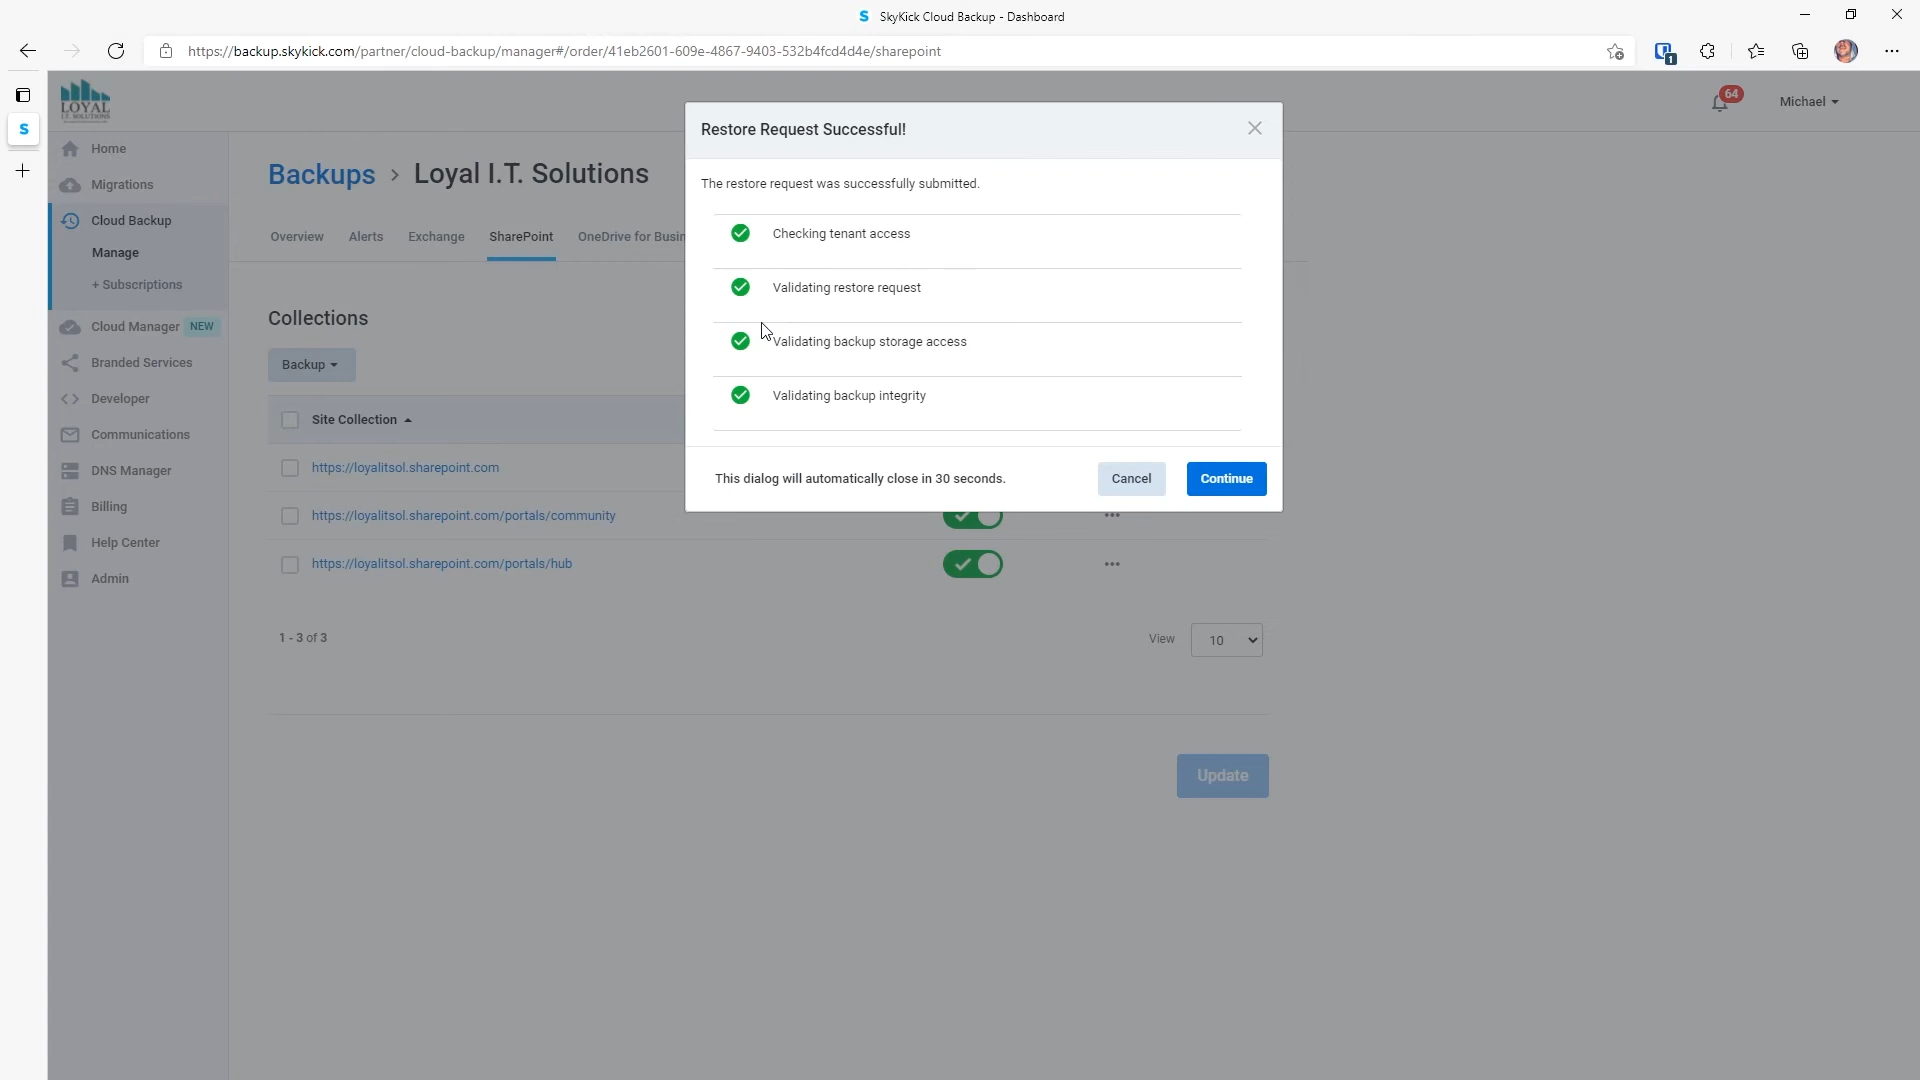 SkyKick Cloud Backup - Dashboard
https://backup.skykick.com/partner/cloud-backup/manager#/order/41eb2601-609e-4867-9403-532b4fcd4d4e/sharepoint
1
S
LOYAL
I.T. SOLUTIONS
64
Michael
Home
Migrations
Cloud Backup
Manage
+ Subscriptions
Cloud Manager NEW
Branded Services
Developer
Communications
DNS Manager
Billing
Help Center
Admin
Backups > Loyal I.T. Solutions
Overview Alerts Exchange SharePoint OneDrive for Busin
Collections
Backup
Site Collection
https://loyalitsol.sharepoint.com
https://loyalitsol.sharepoint.com/portals/community
https://loyalitsol.sharepoint.com/portals/hub
1 - 3 of 3
View 10
Update
Restore Request Successful!
The restore request was successfully submitted.
Checking tenant access
Validating restore request
Validating backup storage access
Validating backup integrity
This dialog will automatically close in 30 seconds.
Cancel
Continue